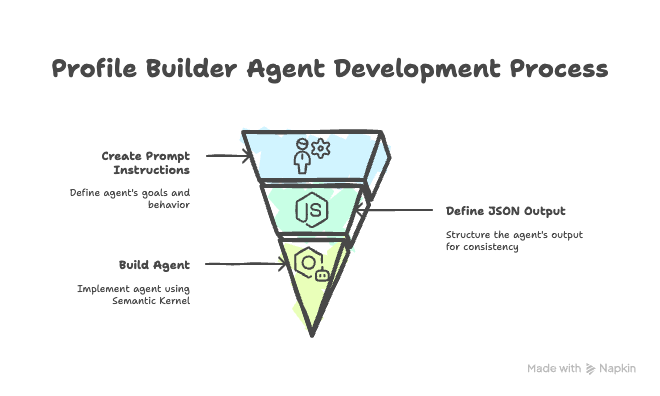 Profile Builder Agent Development Process
Create Prompt
Instructions
Define agent's goals and
behavior
JS
Define JSON Output
Structure the agent's output
for consistency
Build Agent
Implement agent using
Semantic Kernel
Made with Napkin